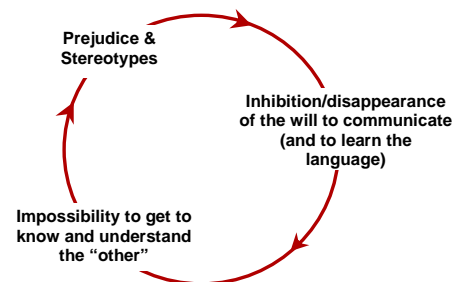 Prejudice &
Stereotypes
Inhibition/disappearance
of the will to communicate
(and to learn the
language)
Impossibility to get to
know and understand
the “other”